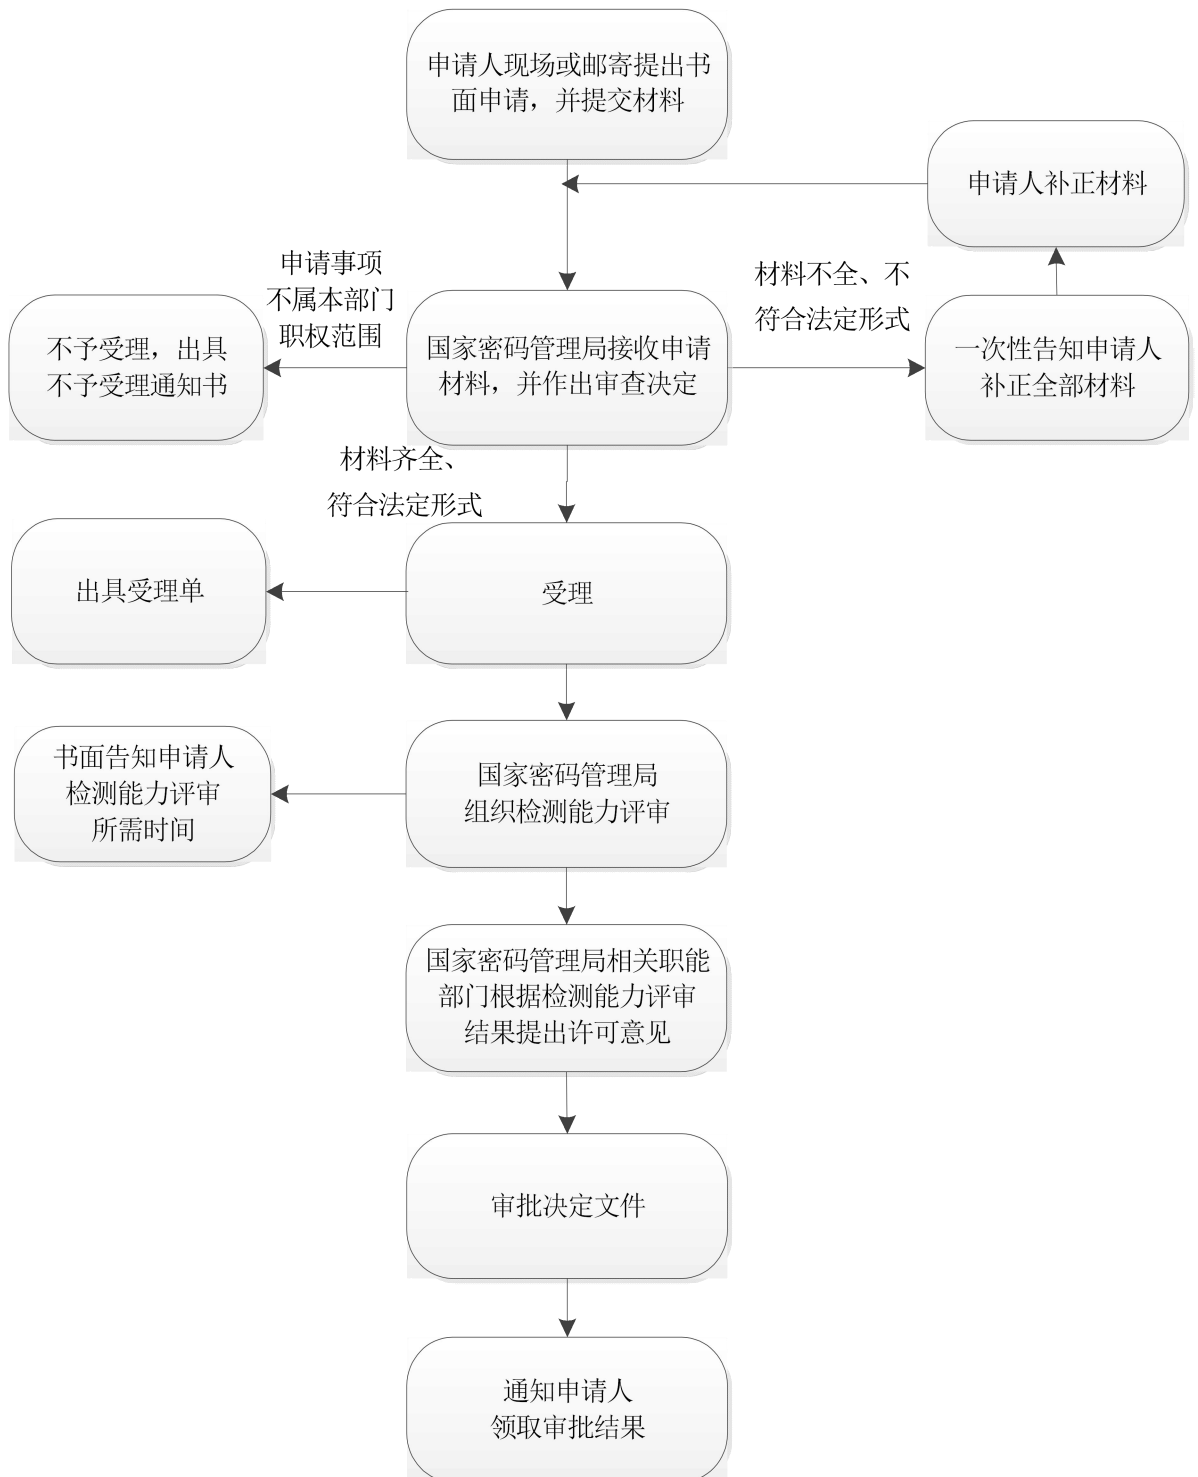 申请人现场或邮寄提出书
面申请，并提交材料
申请人补正材料
申请事项
不属本部门
职权范围
材料不全、不
符合法定形式
不予受理，出具
不予受理通知书
国家密码管理局接收申请
材料，并作出审查决定
一次性告知申请人
补正全部材料
材料齐全、
符合法定形式
出具受理单
受理
书面告知申请人
检测能力评审
所需时间
国家密码管理局
组织检测能力评审
国家密码管理局相关职能
部门根据检测能力评审
结果提出许可意见
审批决定文件
通知申请人
领取审批结果